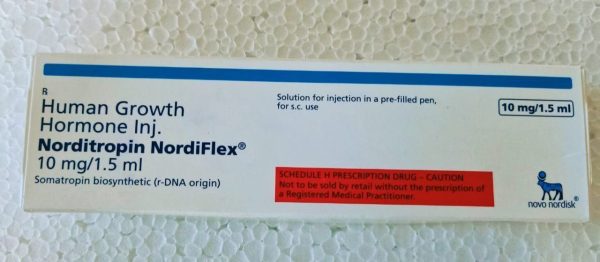 ℞
Human Growth
Hormone Inj.
Norditropin NordiFlex®
10 mg/1.5 ml
Somatropin biosynthetic (r-DNA origin)
Solution for injection in a pre-filled pen,
for s.c. use
10 mg/1.5 ml
SCHEDULE H PRESCRIPTION DRUG – CAUTION
Not to be sold by retail without the prescription of
a Registered Medical Practitioner.
novo nordisk®